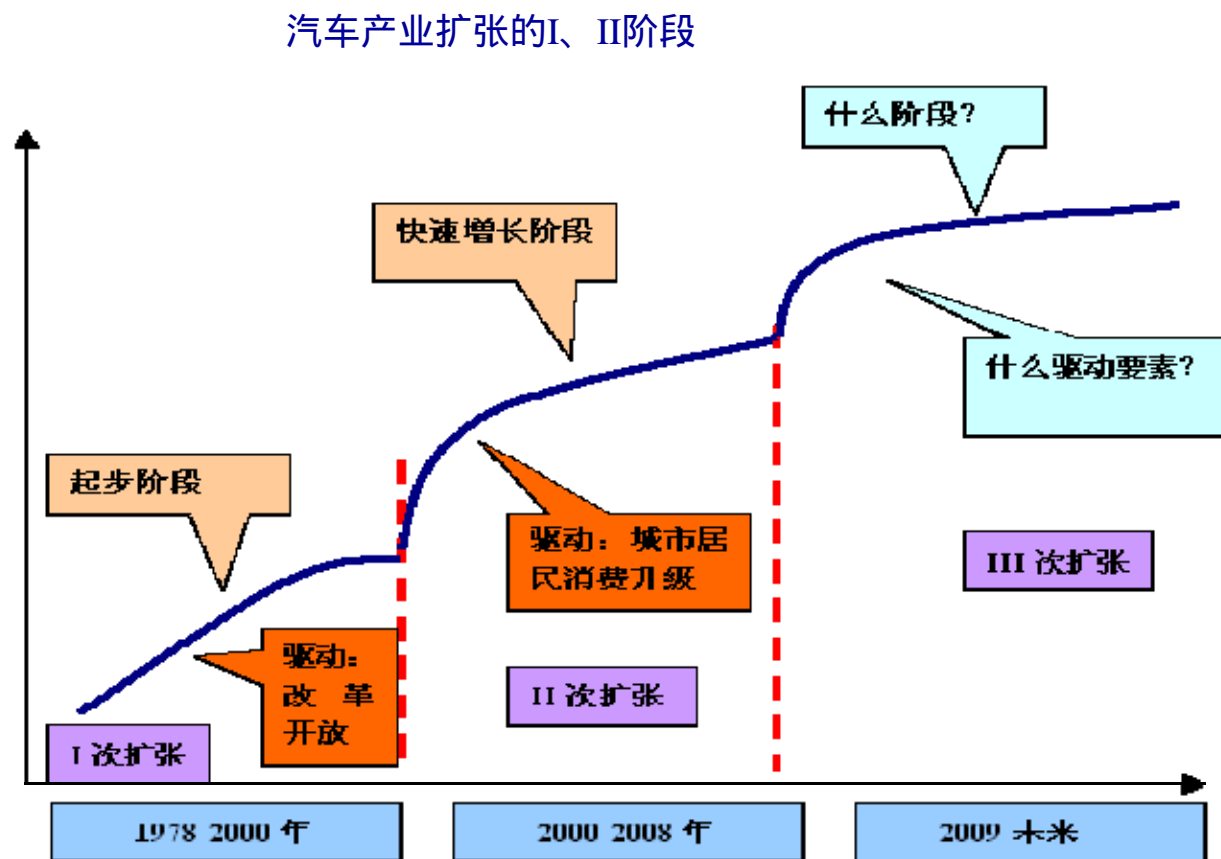 汽车产业扩张的I、II阶段
什么阶段?
快速增长阶段
什么驱动要素?
起步阶段
驱动：城市居
民消费升级
III 次扩张
驱动：
改 革
开放
II 次扩张
I 次扩张
1978 2000 年
2000 2008 年
2009 未来